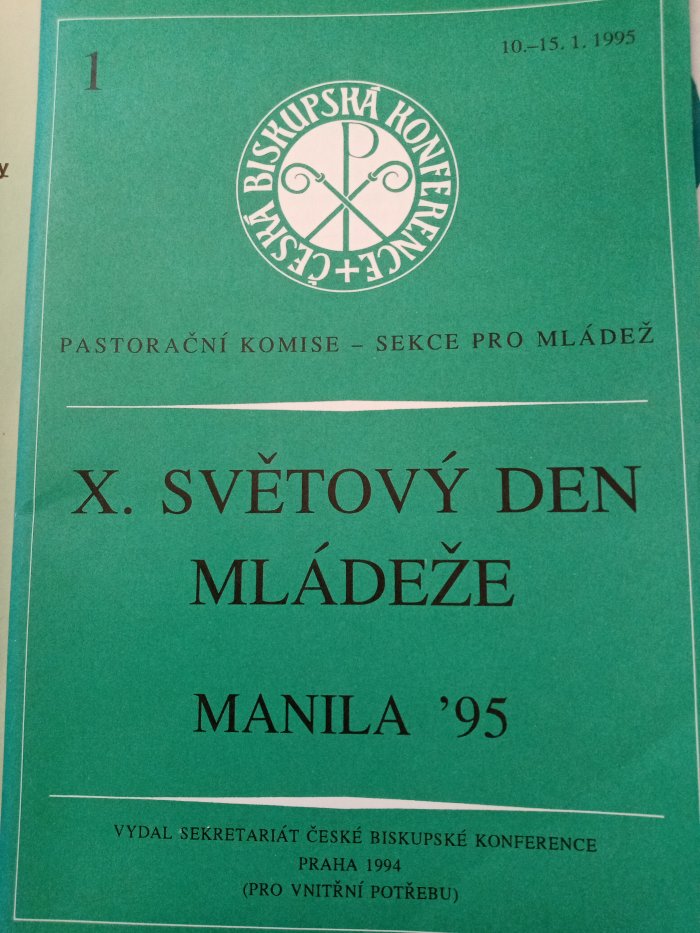 1
10.–15. 1. 1995
ČESKÁ BISKUPSKÁ KONFERENCE +
P
PASTORAČNÍ KOMISE – SEKCE PRO MLÁDEŽ
X. SVĚTOVÝ DEN
MLÁDEŽE
MANILA ’95
VYDAL SEKRETARIÁT ČESKÉ BISKUPSKÉ KONFERENCE
PRAHA 1994
(PRO VNITŘNÍ POTŘEBU)
y